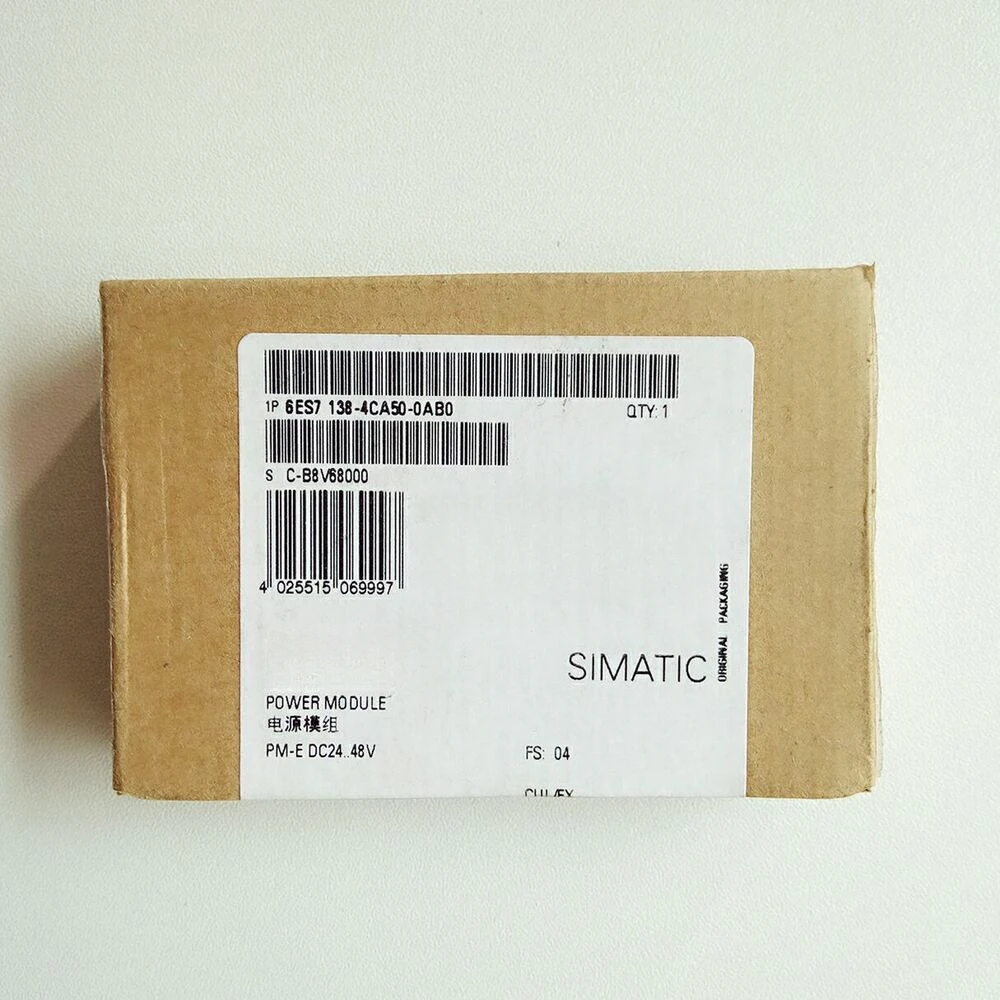 1P 6ES7 138-4CA50-0AB0 QTY: 1
S C-B8V68000
4 025515 069997
SIMATIC
ORIGINAL PACKAGING
POWER MODULE
电源模组
PM-E DC24..48V FS: 04